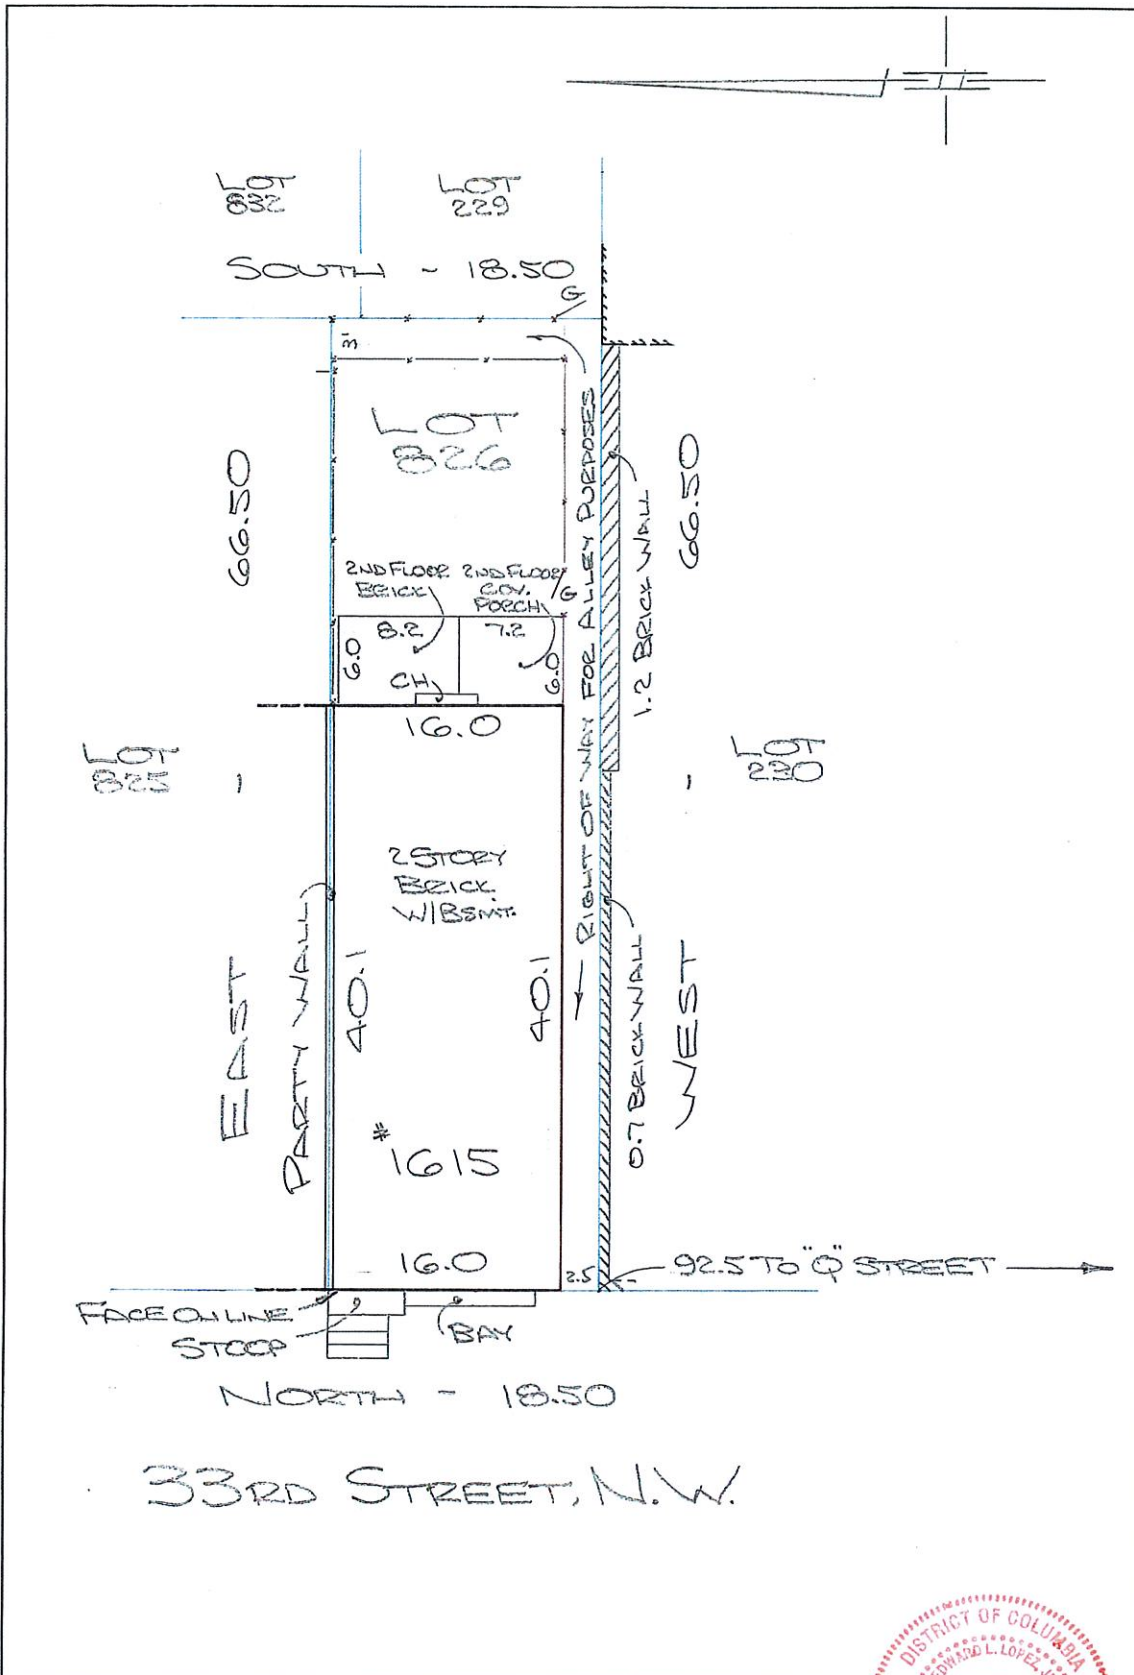 LOT
832
LOT
229
SOUTH - 18.50
G
3'
LOT
826
66.50
66.50
RIGHT OF WAY FOR ALLEY PURPOSES
1.2 BRICK WALL
2ND FLOOR
BRICK
2ND FLOOR
COV.
PORCH
G
8.2
7.2
6.0
6.0
CH
16.0
LOT
825
LOT
230
2 STORY
BRICK
W/BSMT.
EAST
PARTY WALL
40.1
40.1
0.7 BRICK WALL
WEST
#1615
16.0
2.5
92.5 TO "Q" STREET
FACE ON LINE
STOOP
BAY
NORTH - 18.50
33RD STREET, N.W.
DISTRICT OF COLUMBIA
EDWARD L. LOPEZ, JR